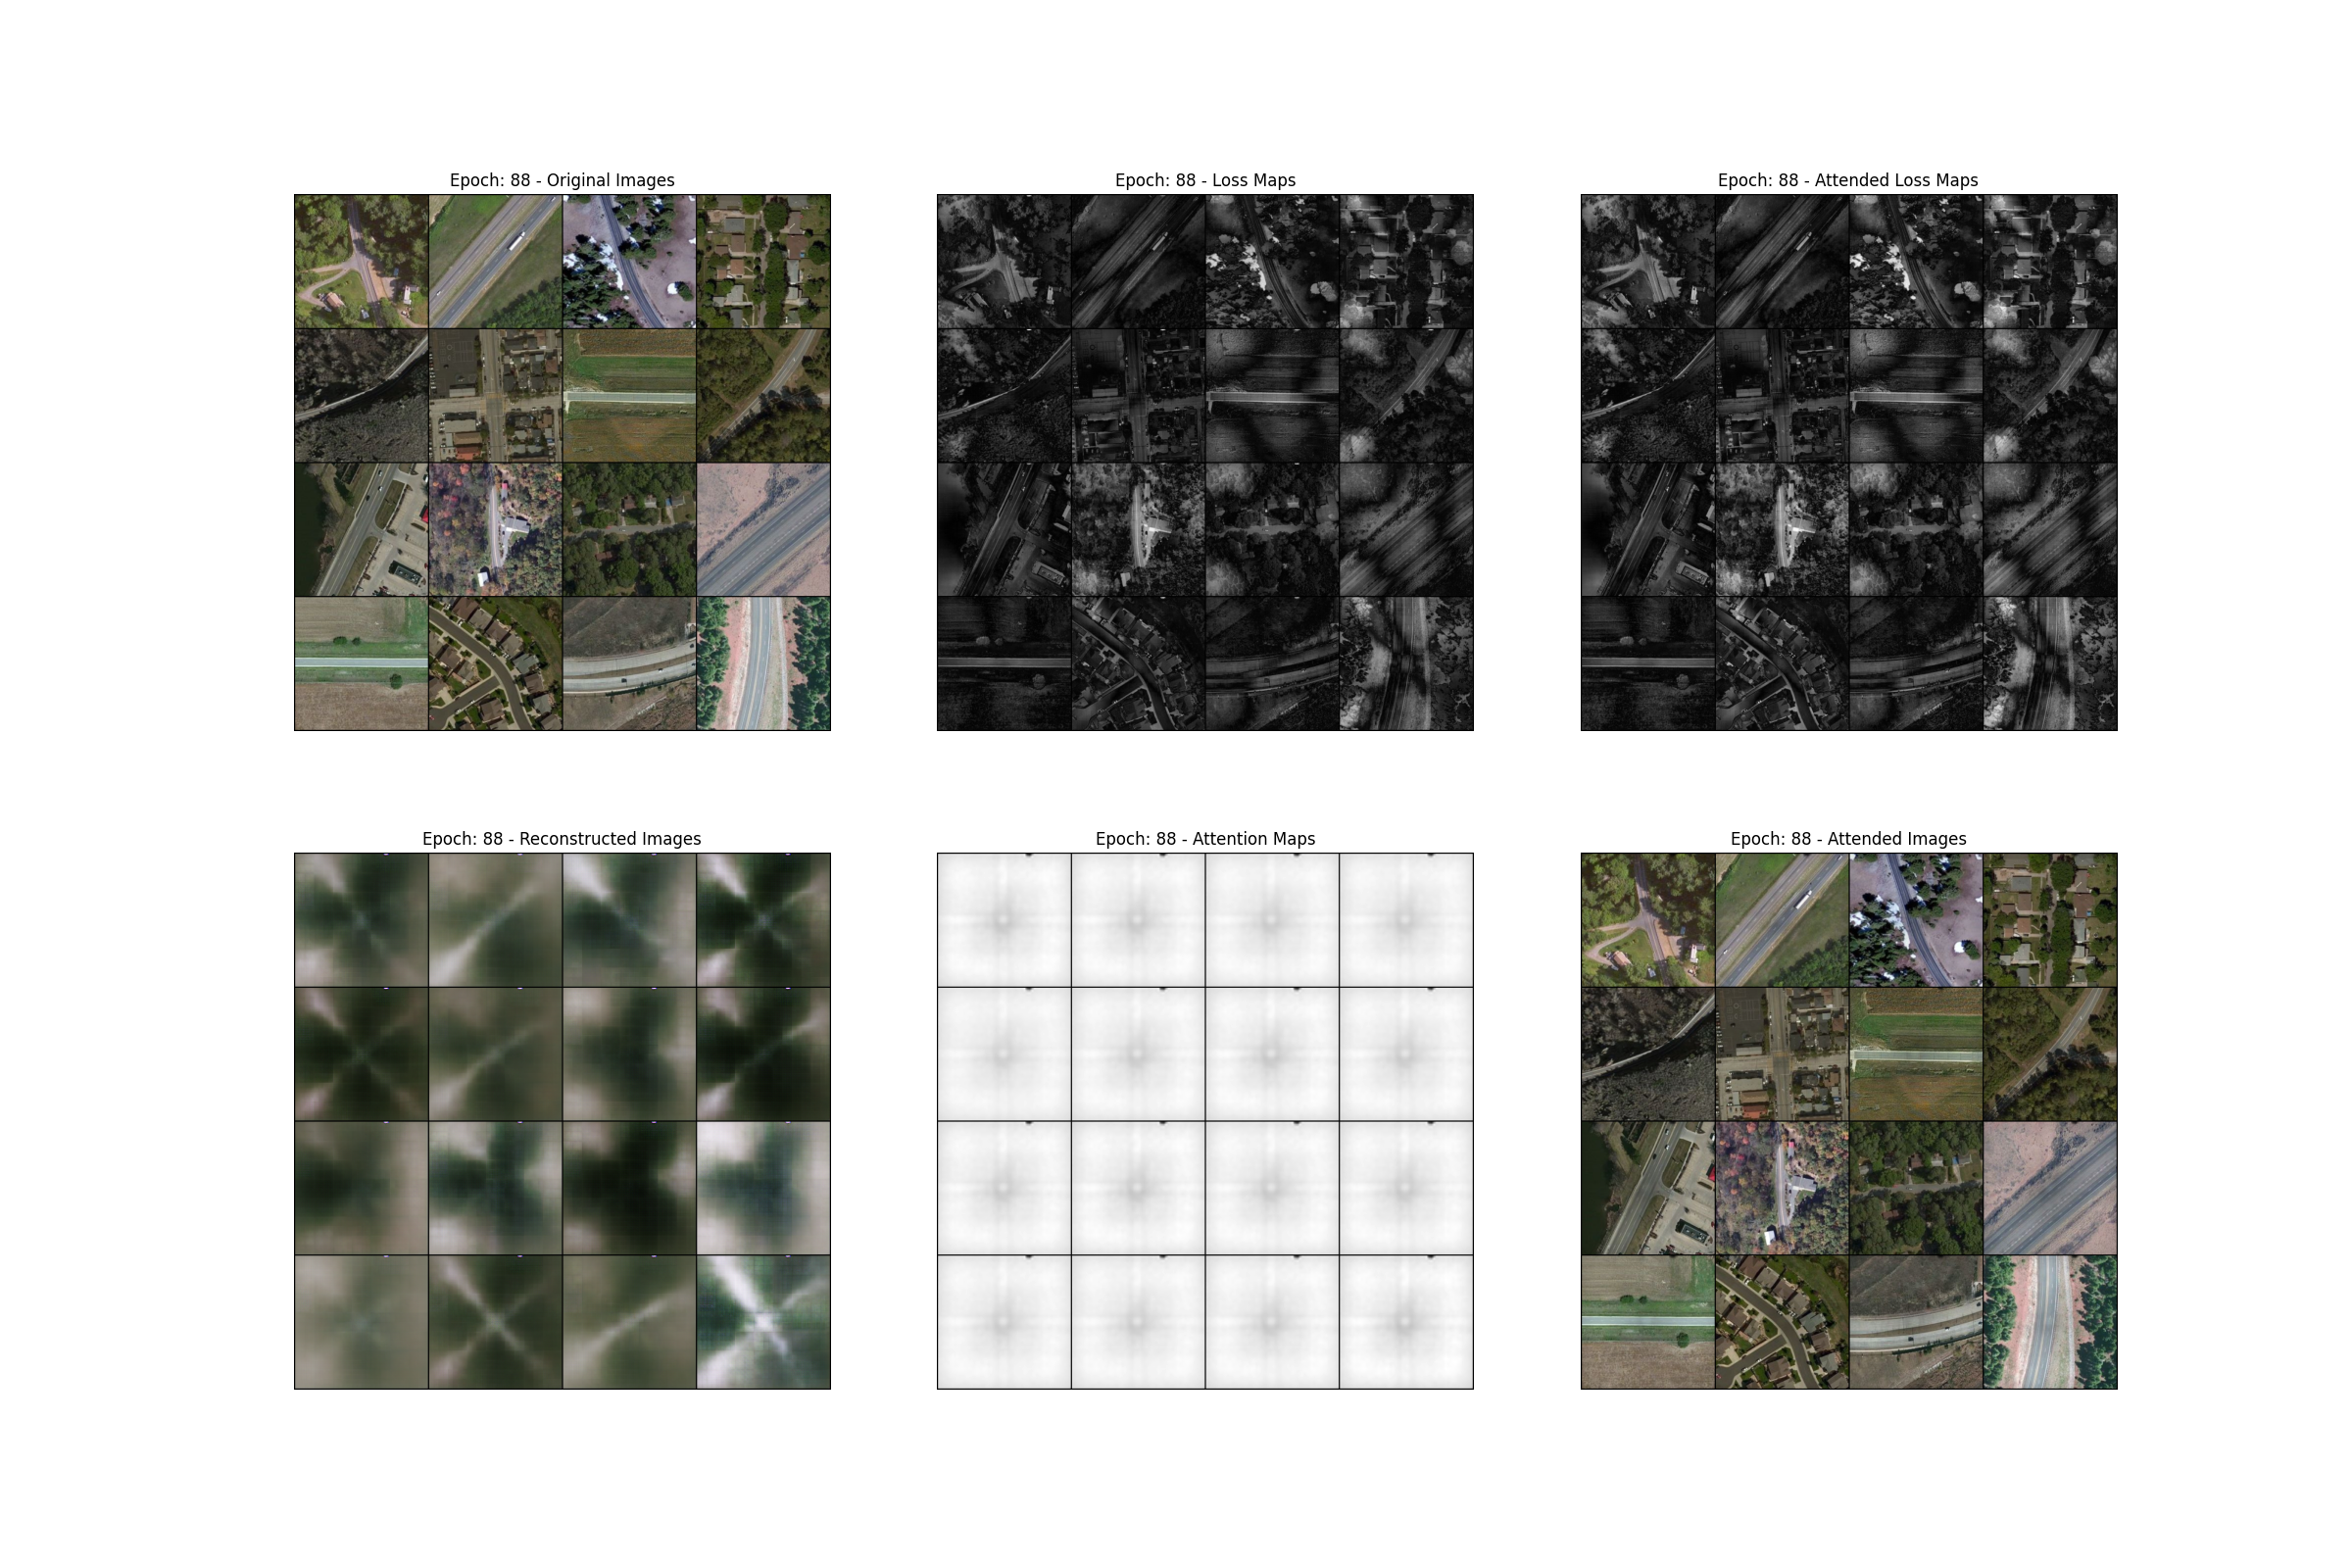 Epoch: 88 - Original Images
Epoch: 88 - Loss Maps
Epoch: 88 - Attended Loss Maps
Epoch: 88 - Reconstructed Images
Epoch: 88 - Attention Maps
Epoch: 88 - Attended Images